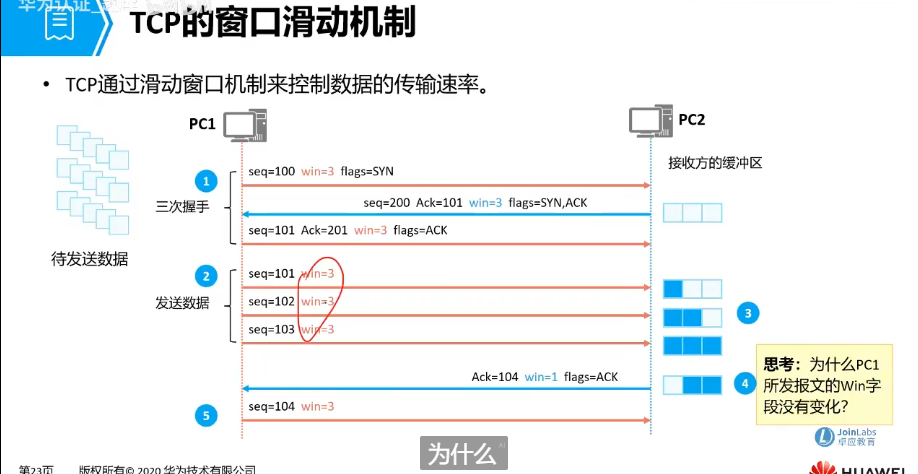 华为认证_
TCP的窗口滑动机制
• TCP通过滑动窗口机制来控制数据的传输速率。
PC1
PC2
接收方的缓冲区
待发送数据
1
三次握手
seq=100 win=3 flags=SYN
seq=200 Ack=101 win=3 flags=SYN,ACK
seq=101 Ack=201 win=3 flags=ACK
2
发送数据
seq=101 win=3
seq=102 win=3
seq=103 win=3
3
Ack=104 win=1 flags=ACK
4
5
seq=104 win=3
思考：为什么PC1
所发报文的Win字
段没有变化？
JoinLabs
卓应教育
为什么
第23页 版权所有© 2020 华为技术有限公司
HUAWEI